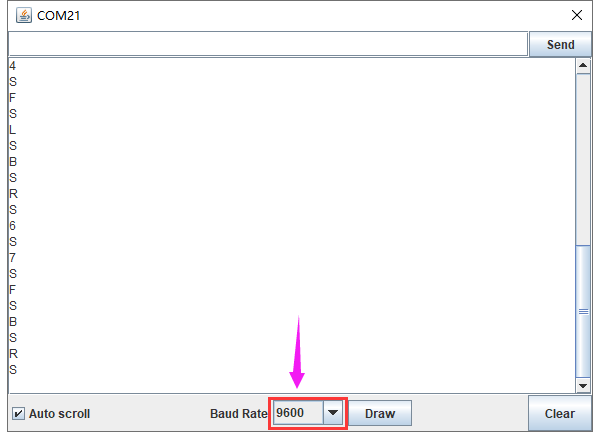 COM21
Send
4
S
F
S
L
S
B
S
R
S
6
S
7
S
F
S
B
S
R
S
Auto scroll
Baud Rate
9600
Draw
Clear